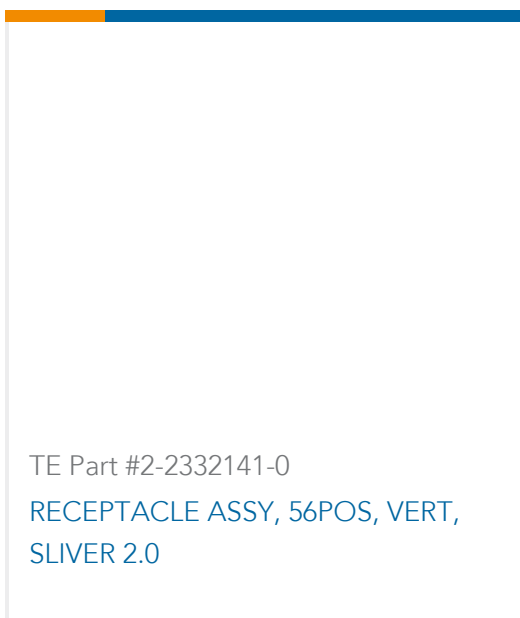 TE Part #2-2332141-0
RECEPTACLE ASSY, 56POS, VERT,
SLIVER 2.0